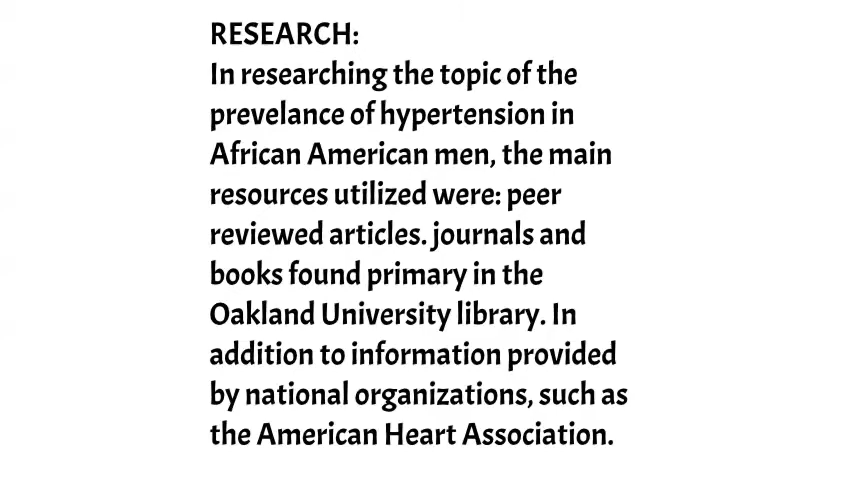 RESEARCH:
In researching the topic of the
prevelance of hypertension in
African American men, the main
resources utilized were: peer
reviewed articles. journals and
books found primary in the
Oakland University library. In
addition to information provided
by national organizations, such as
the American Heart Association.